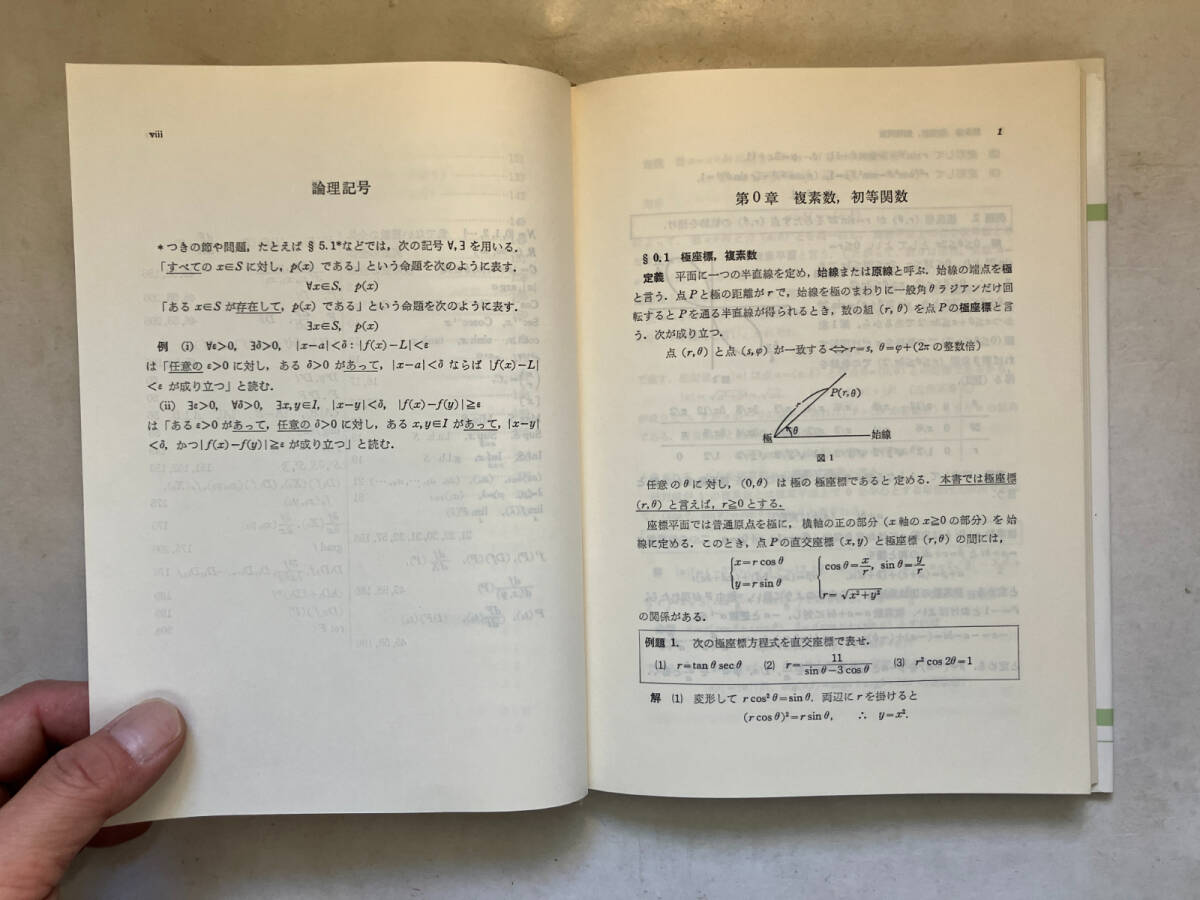 viii
論理記号
*つきの節や問題,たとえば § 5.1*などでは,次の記号 ∀,∃ を用いる.
「すべての x∈S に対し,p(x) である」という命題を次のように表す.
∀x∈S, p(x)
「ある x∈S が存在して,p(x) である」という命題を次のように表す.
∃x∈S, p(x)
例 (i) ∀ε>0, ∃δ>0, |x-a|<δ : |f(x)-L|<ε
は「任意の ε>0 に対し,ある δ>0 があって,|x-a|<δ ならば |f(x)-L|
<ε が成り立つ」と読む.
(ii) ∃ε>0, ∀δ>0, ∃x,y∈I, |x-y|<δ, |f(x)-f(y)|≧ε
は「ある ε>0 があって,任意の δ>0 に対し,ある x,y∈I があって,|x-y|
<δ,かつ|f(x)-f(y)|≧ε が成り立つ」と読む.
1
第0章 複素数,初等関数
§ 0.1 極座標,複素数
定義 平面に一つの半直線を定め,始線または原線と呼ぶ.始線の端点を極
と言う.点Pと極の距離がrで,始線を極のまわりに一般角θラジアンだけ回
転するとPを通る半直線が得られるとき,数の組 (r, θ) を点Pの極座標と言
う.次が成り立つ.
点 (r, θ) と点 (s, φ) が一致する⟺r=s, θ=φ+(2π の整数倍)
P(r, θ)
r
θ
極
始線
図 1
任意の θ に対し,(0, θ) は極の極座標であると定める.本書では極座標
(r, θ) と言えば,r≧0 とする.
座標平面では普通原点を極に,横軸の正の部分(x 軸の x≧0 の部分)を始
線に定める.このとき,点Pの直交座標 (x, y) と極座標 (r, θ) の間には,
{x=r cos θ {cos θ=x/r, sin θ=y/r
{y=r sin θ {r=√x²+y²
の関係がある.
例題 1. 次の極座標方程式を直交座標で表せ.
(1) r=tan θ sec θ (2) r=11/(sin θ-3 cos θ) (3) r² cos 2θ=1
解 (1) 変形して r cos² θ=sin θ. 両辺に r を掛けると
(r cos θ)²=r sin θ, ∴ y=x².